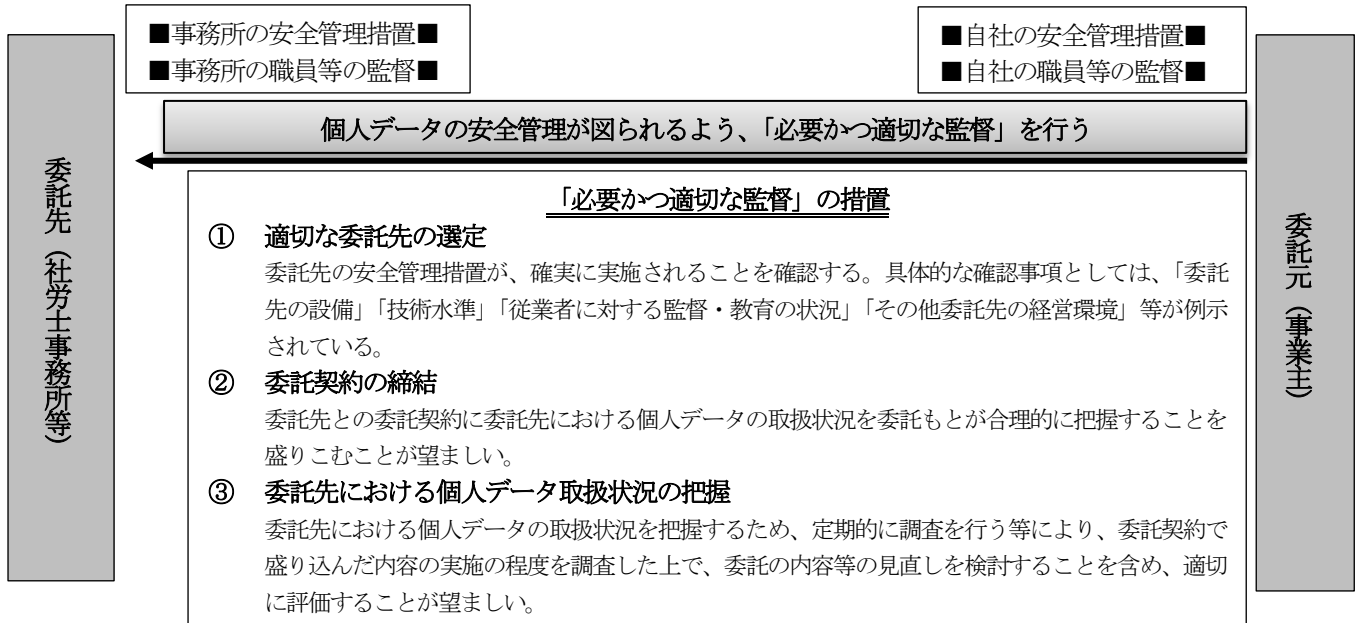 ■事務所の安全管理措置■
■事務所の職員等の監督■
■自社の安全管理措置■
■自社の職員等の監督■
個人データの安全管理が図られるよう、「必要かつ適切な監督」を行う
委託先（社労士事務所等）
委託元（事業主）
「必要かつ適切な監督」の措置
① 適切な委託先の選定
委託先の安全管理措置が、確実に実施されることを確認する。具体的な確認事項としては、「委託
先の設備」「技術水準」「従業者に対する監督・教育の状況」「その他委託先の経営環境」等が例示
されている。
② 委託契約の締結
委託先との委託契約に委託先における個人データの取扱状況を委託もとが合理的に把握することを
盛りこむことが望ましい。
③ 委託先における個人データ取扱状況の把握
委託先における個人データの取扱状況を把握するため、定期的に調査を行う等により、委託契約で
盛り込んだ内容の実施の程度を調査した上で、委託の内容等の見直しを検討することを含め、適切
に評価することが望ましい。